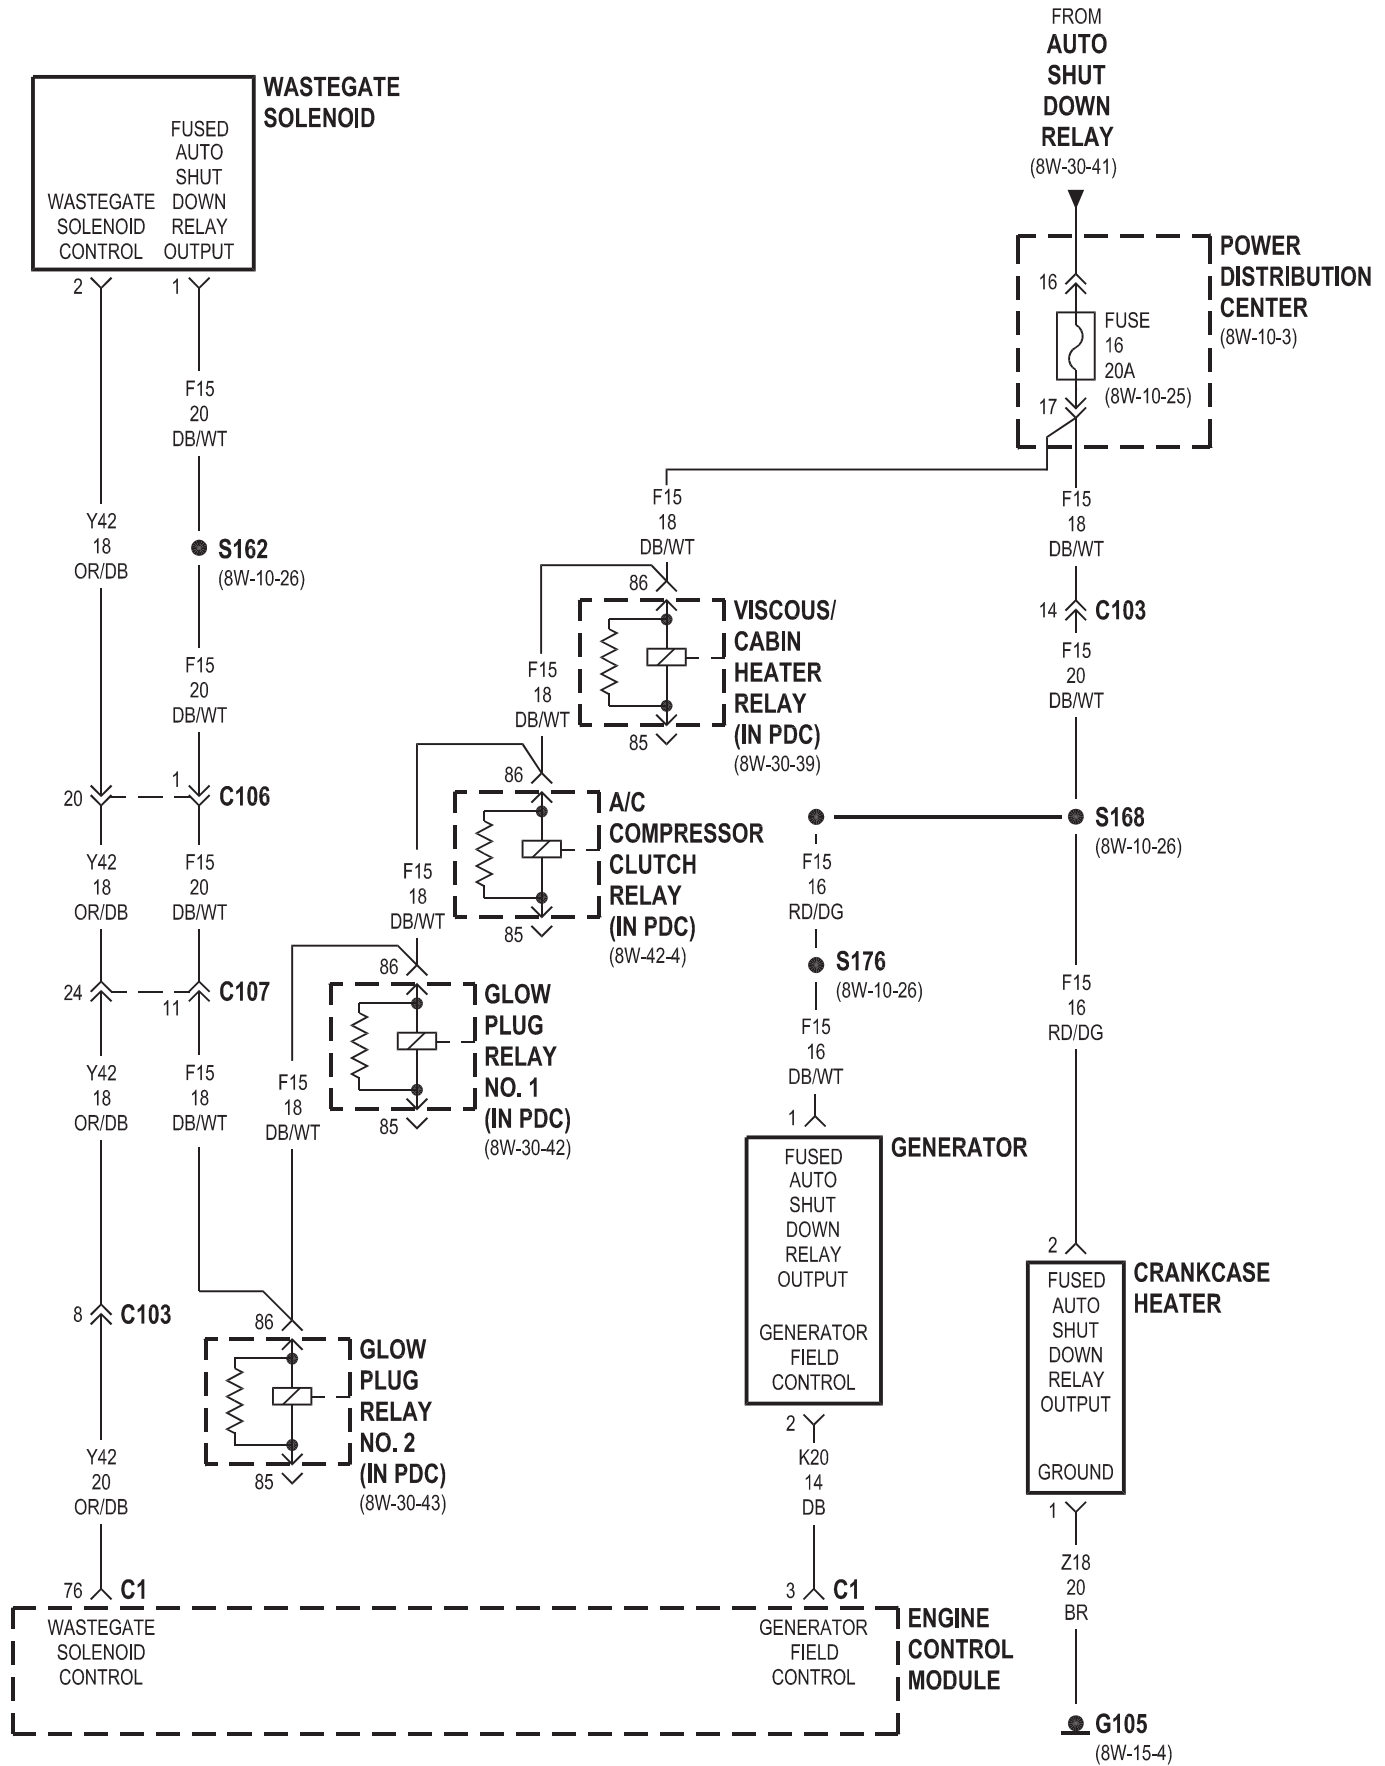 FROM
AUTO
SHUT
DOWN
RELAY
(8W-30-41)
WASTEGATE
SOLENOID
FUSED
AUTO
SHUT
DOWN
RELAY
OUTPUT
WASTEGATE
SOLENOID
CONTROL
2
1
POWER
DISTRIBUTION
CENTER
(8W-10-3)
16
FUSE
16
20A
(8W-10-25)
17
F15
20
DB/WT
Y42
18
OR/DB
S162
(8W-10-26)
F15
18
DB/WT
F15
18
DB/WT
86
VISCOUS/
CABIN
HEATER
RELAY
(IN PDC)
(8W-30-39)
85
14
C103
F15
20
DB/WT
F15
20
DB/WT
F15
18
DB/WT
86
A/C
COMPRESSOR
CLUTCH
RELAY
(IN PDC)
(8W-42-4)
85
20
1
C106
S168
(8W-10-26)
Y42
18
OR/DB
F15
20
DB/WT
F15
18
DB/WT
F15
16
RD/DG
S176
(8W-10-26)
86
GLOW
PLUG
RELAY
NO. 1
(IN PDC)
(8W-30-42)
85
24
11
C107
F15
16
RD/DG
F15
16
DB/WT
Y42
18
OR/DB
F15
18
DB/WT
F15
18
DB/WT
1
GENERATOR
FUSED
AUTO
SHUT
DOWN
RELAY
OUTPUT
GENERATOR
FIELD
CONTROL
2
2
CRANKCASE
HEATER
FUSED
AUTO
SHUT
DOWN
RELAY
OUTPUT
GROUND
1
8
C103
86
GLOW
PLUG
RELAY
NO. 2
(IN PDC)
(8W-30-43)
85
Y42
20
OR/DB
K20
14
DB
Z18
20
BR
76
C1
3
C1
WASTEGATE
SOLENOID
CONTROL
GENERATOR
FIELD
CONTROL
ENGINE
CONTROL
MODULE
G105
(8W-15-4)